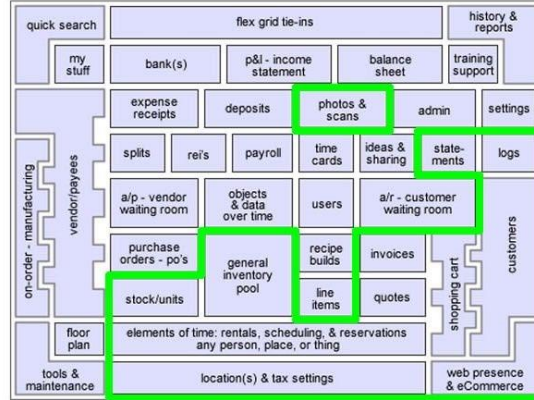 quick search
flex grid tie-ins
history &
reports
my
stuff
bank(s)
p&l - income
statement
balance
sheet
training
support
expense
receipts
deposits
photos &
scans
admin
settings
splits
rei's
payroll
time
cards
ideas &
sharing
state-
ments
logs
on-order - manufacturing
vendor/payees
a/p - vendor
waiting room
objects
& data
over time
users
a/r - customer
waiting room
purchase
orders - po's
general
inventory
pool
recipe
builds
invoices
shopping cart
customers
stock/units
line
items
quotes
floor
plan
elements of time: rentals, scheduling, & reservations
any person, place, or thing
tools &
maintenance
location(s) & tax settings
web presence
& eCommerce